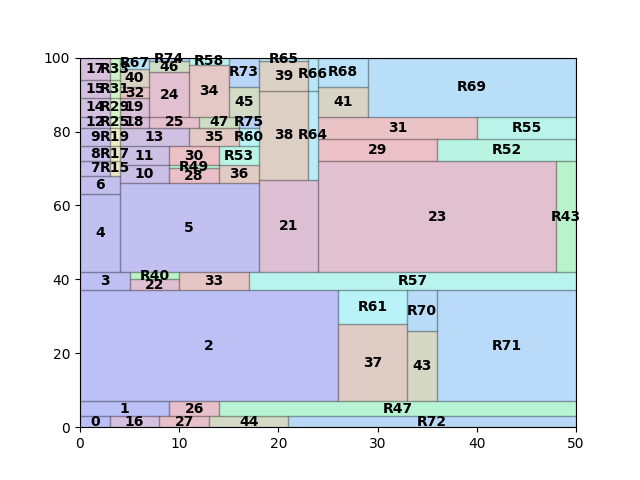 100
R67 R74 R58 R65
17 R33 40 46 R73 39 R66 R68
15 R31 32 24 34 R69
14 R29 19 45 41
12 R25 18 25 47 R75 31 R55
80
9 R19 13 35 R60 38 R64
8 R17 11 30 R53 29 R52
7 R15 10 R49 28 36
6
60
4 5 21 23 R43
3 R40 22 33 R57
40
R61 R70
2 37 43 R71
20
1 26 R47
0 16 27 44 R72
0
0 10 20 30 40 50